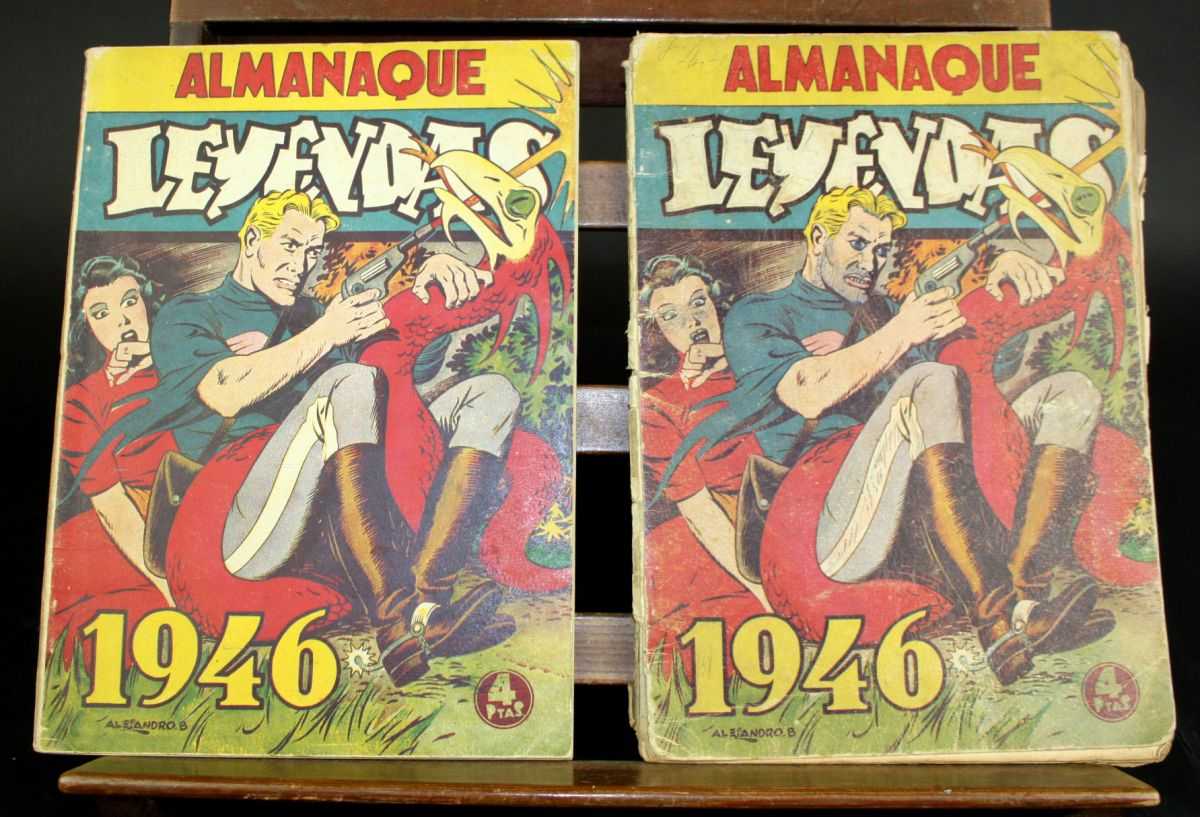 ALMANAQUE
LEYENDAS
1946
4
PTAS
ALEJANDRO.B
ALMANAQUE
LEYENDAS
1946
4
PTAS
ALEJANDRO.B